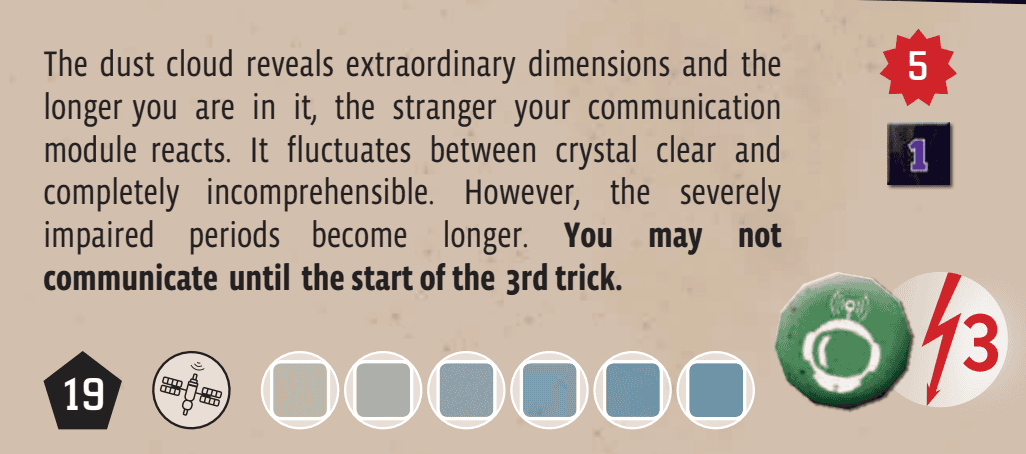 The dust cloud reveals extraordinary dimensions and the
longer you are in it, the stranger your communication
module reacts. It fluctuates between crystal clear and
completely incomprehensible. However, the severely
impaired periods become longer. You may not
communicate until the start of the 3rd trick.
5
1
3
19